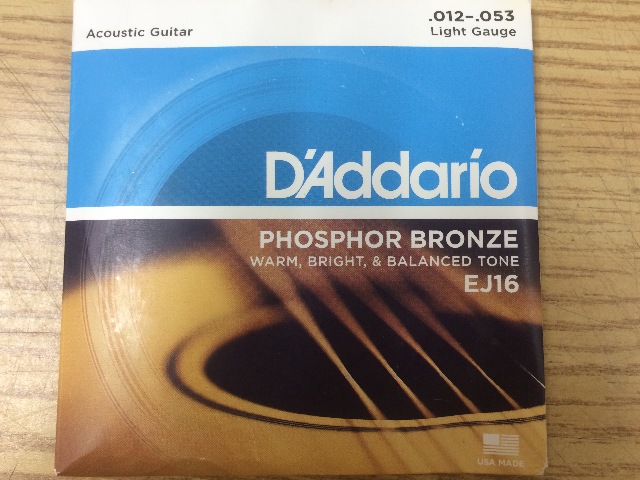 Acoustic Guitar
.012–.053
Light Gauge
D'Addario
PHOSPHOR BRONZE
WARM, BRIGHT, & BALANCED TONE
EJ16
USA MADE